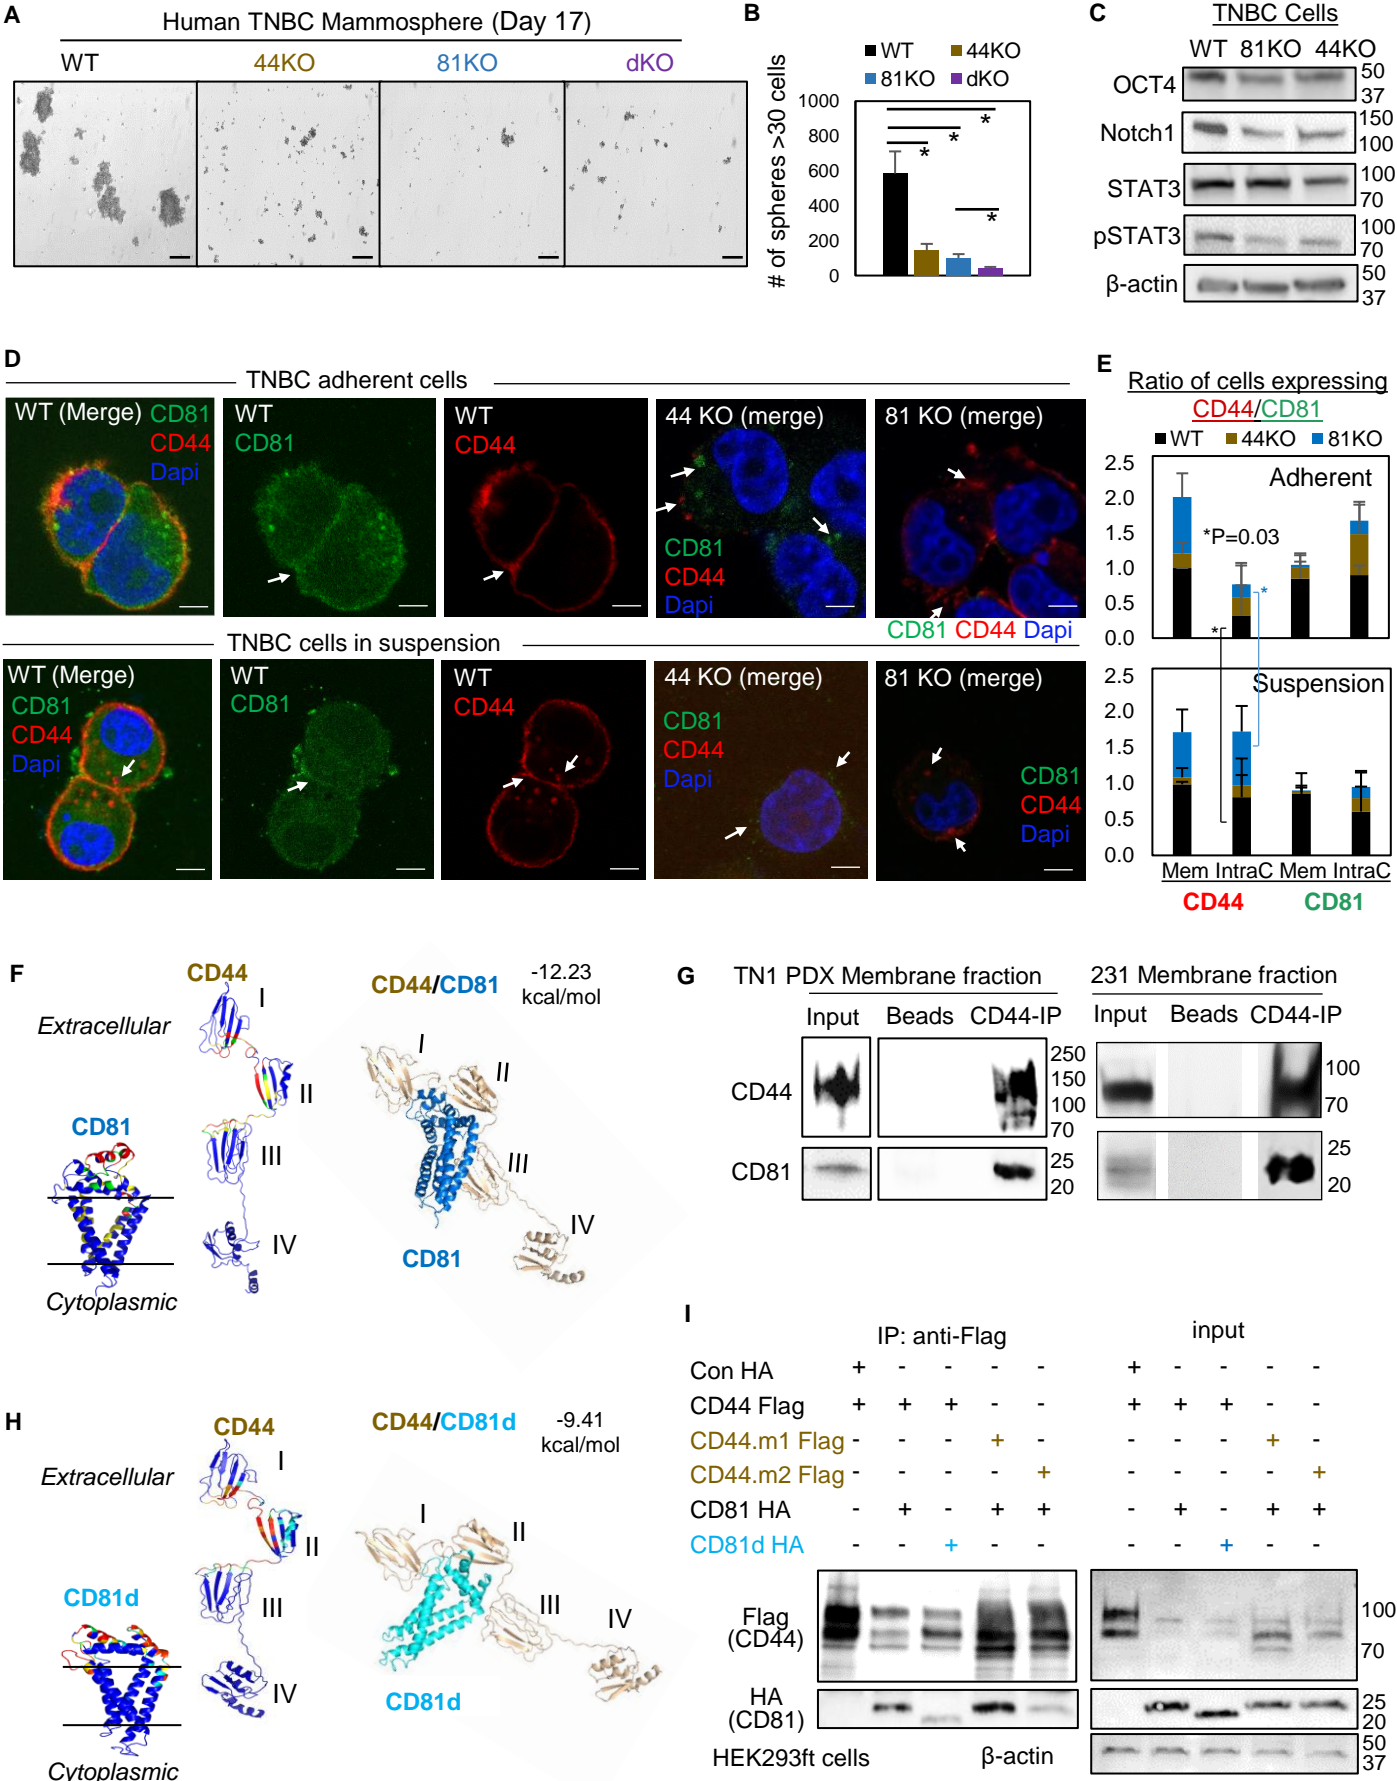 A
Human TNBC Mammosphere (Day 17)
WT 44KO 81KO dKO
B
WT 44KO
81KO dKO
# of spheres >30 cells
1000
800
600
400
200
0
*
*
*
*
C
TNBC Cells
WT 81KO 44KO
OCT4 50
37
Notch1 150
100
STAT3 100
70
pSTAT3 100
70
β-actin 50
37
D
TNBC adherent cells
WT (Merge) CD81
CD44
Dapi
WT
CD81
WT
CD44
44 KO (merge)
CD81
CD44
Dapi
81 KO (merge)
CD81 CD44 Dapi
TNBC cells in suspension
WT (Merge)
CD81
CD44
Dapi
WT
CD81
WT
CD44
44 KO (merge)
CD81
CD44
Dapi
81 KO (merge)
CD81
CD44
Dapi
E
Ratio of cells expressing
CD44/CD81
WT 44KO 81KO
2.5
2.0
1.5
1.0
0.5
0.0
Adherent
*P=0.03
*
*
2.5
2.0
1.5
1.0
0.5
0.0
Suspension
Mem IntraC Mem IntraC
CD44 CD81
F
CD44
I
II
III
IV
Extracellular
CD81
Cytoplasmic
CD44/CD81
-12.23
kcal/mol
I
II
III
IV
CD81
G
TN1 PDX Membrane fraction
Input Beads CD44-IP
CD44
250
150
100
70
CD81
25
20
231 Membrane fraction
Input Beads CD44-IP
100
70
25
20
H
CD44
I
II
III
IV
Extracellular
CD81d
Cytoplasmic
CD44/CD81d
-9.41
kcal/mol
I
II
III
IV
CD81d
I
IP: anti-Flag input
Con HA + - - - - + - - - -
CD44 Flag + + + - - + + + - -
CD44.m1 Flag - - - + - - - - + -
CD44.m2 Flag - - - - + - - - - +
CD81 HA - + - + + - + - + +
CD81d HA - - + - - - - + - -
Flag
(CD44)
100
70
HA
(CD81)
25
20
HEK293ft cells β-actin
50
37